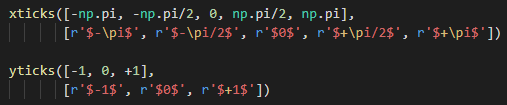 xticks([-np.pi, -np.pi/2, 0, np.pi/2, np.pi],
[r'$-\pi$', r'$-\pi/2$', r'$0$', r'$+\pi/2$', r'$+\pi$'])
yticks([-1, 0, +1],
[r'$-1$', r'$0$', r'$+1$'])